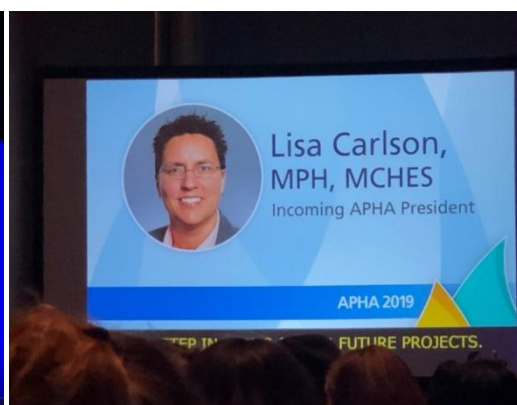 Lisa Carlson,
MPH, MCHES
Incoming APHA President
APHA 2019
FUTURE PROJECTS.